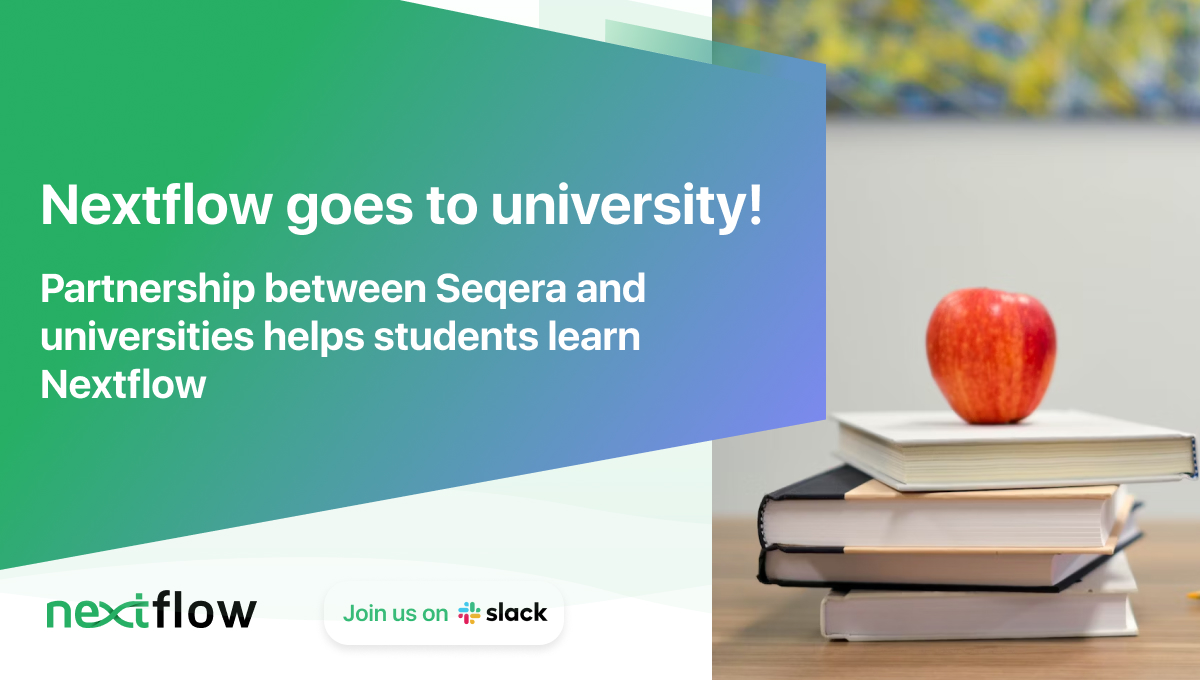 Nextflow goes to university!
Partnership between Seqera and
universities helps students learn
Nextflow
nextflow
Join us on slack